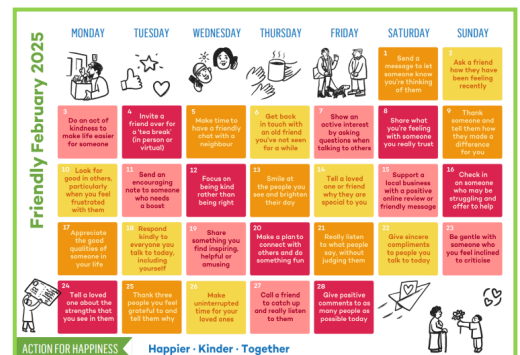 Friendly February 2025
MONDAY TUESDAY WEDNESDAY THURSDAY FRIDAY SATURDAY SUNDAY
1
Send a
message to let
someone know
you're thinking
of them
2
Ask a friend
how they have
been feeling
recently
3
Do an act of
kindness to
make life easier
for someone
4
Invite a
friend over for
a 'tea break'
(in person or
virtual)
5
Make time to
have a friendly
chat with a
neighbour
6
Get back
in touch with
an old friend
you've not seen
for a while
7
Show an
active interest
by asking
questions when
talking to others
8
Share what
you're feeling
with someone
you really trust
9
Thank
someone and
tell them how
they made a
difference
for you
10
Look for
good in others,
particularly
when you feel
frustrated
with them
11
Send an
encouraging
note to someone
who needs
a boost
12
Focus on
being kind
rather than
being right
13
Smile at
the people you
see and brighten
their day
14
Tell a loved
one or friend
why they are
special to you
15
Support a
local business
with a positive
online review or
friendly message
16
Check in
on someone
who may be
struggling and
offer to help
17
Appreciate
the good
qualities of
someone in
your life
18
Respond
kindly to
everyone you
talk to today,
including
yourself
19
Share
something you
find inspiring,
helpful or
amusing
20
Make a plan to
connect with
others and do
something fun
21
Really listen
to what people
say, without
judging them
22
Give sincere
compliments
to people you
talk to today
23
Be gentle with
someone who
you feel inclined
to criticise
24
Tell a loved
one about the
strengths that
you see in them
25
Thank three
people you feel
grateful to and
tell them why
26
Make
uninterrupted
time for your
loved ones
27
Call a friend
to catch up
and really listen
to them
28
Give positive
comments to as
many people as
possible today
ACTION FOR HAPPINESS
Happier · Kinder · Together